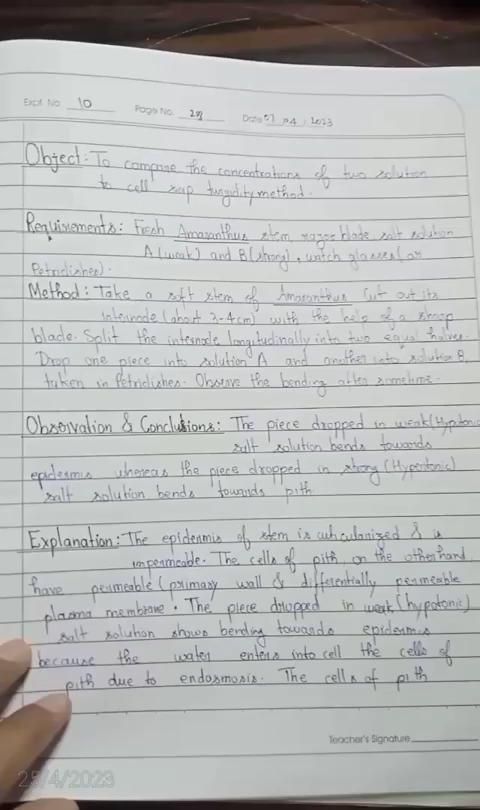 Expt. No. 10 Page No. 28 Date 07.04.2023
Object: To compare the concentrations of two solution
to cell sap turgidity method.
Requirements: Fresh Amaranthus stem, razor blade, salt solution
A (weak) and B (strong), watch glasses (or
Petridishes).
Method: Take a soft stem of Amaranthus Cut out its
internode (about 3-4cm) with the help of a sharp
blade. Split the internode longitudinally into two equal halves.
Drop one piece into solution A and another into solution B,
taken in Petridishes. Observe the bending after sometime.
Observation & Conclusions: The piece dropped in weak (Hypotonic)
salt solution bends towards
epidermis whereas the piece dropped in strong (Hypertonic)
salt solution bends towards pith
Explanation: The epidermis of stem is cuticularized & is
impermeable. The cells of pith on the otherhand
have permeable (primary wall & differentially permeable
plasma membrane. The piece dropped in weak (hypotonic)
salt solution shows bending towards epidermis
because the water enters into cell the cells of
pith due to endosmosis. The cells of pith
Teacher's Signature
25/4/2023